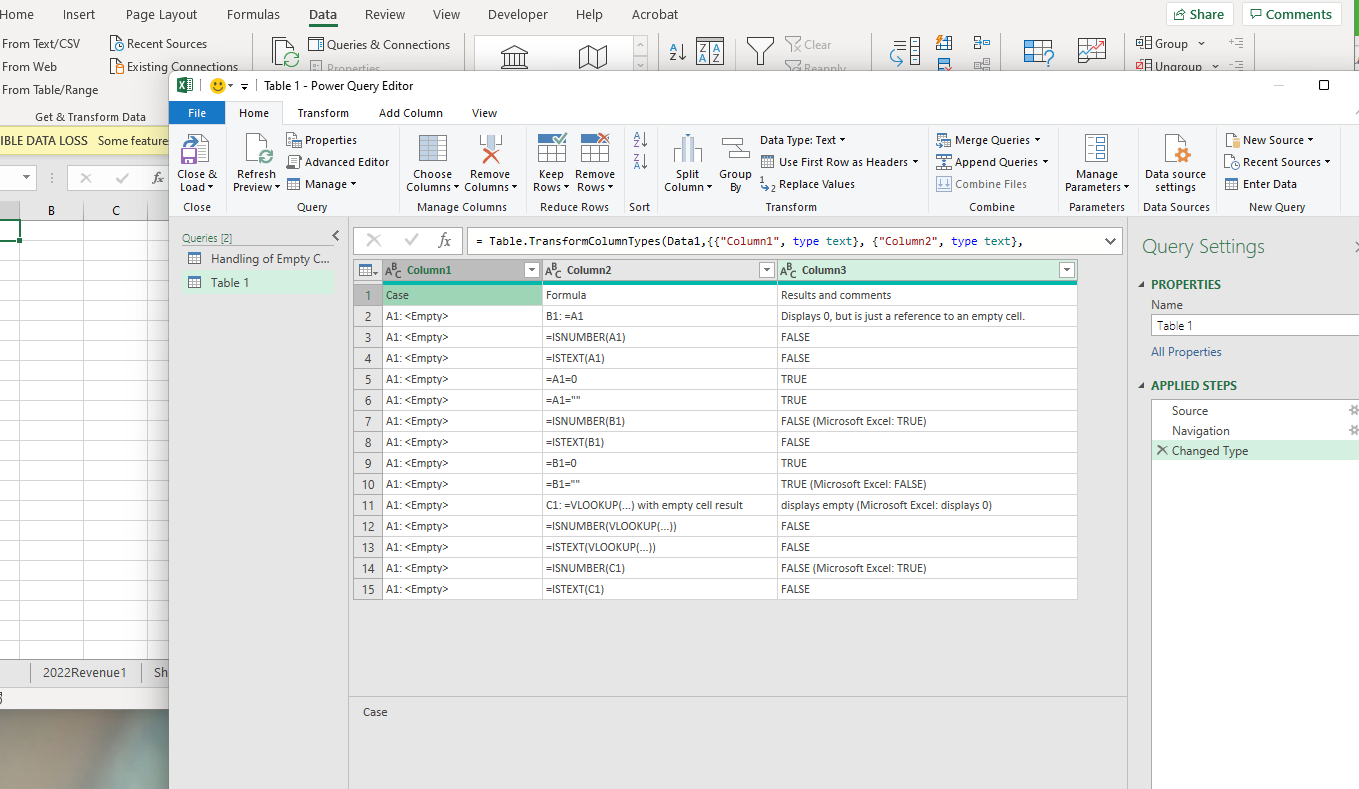 Home Insert Page Layout Formulas Data Review View Developer Help Acrobat Share Comments
From Text/CSV Recent Sources Queries & Connections Clear Group
From Web Existing Connections Properties Reapply Ungroup
From Table/Range
Get & Transform Data
IBLE DATA LOSS Some feature
fx
B C
2022Revenue1 Sh
Table 1 - Power Query Editor
File Home Transform Add Column View
Close & Load
Close
Refresh Preview
Properties
Advanced Editor
Manage
Query
Choose Columns
Remove Columns
Manage Columns
Keep Rows
Remove Rows
Reduce Rows
Sort
Split Column
Group By
Data Type: Text
Use First Row as Headers
Replace Values
Transform
Merge Queries
Append Queries
Combine Files
Combine
Manage Parameters
Parameters
Data source settings
Data Sources
New Source
Recent Sources
Enter Data
New Query
Queries [2]
Handling of Empty C...
Table 1
fx = Table.TransformColumnTypes(Data1,{{"Column1", type text}, {"Column2", type text},
Column1 Column2 Column3
1 Case Formula Results and comments
2 A1: <Empty> B1: =A1 Displays 0, but is just a reference to an empty cell.
3 A1: <Empty> =ISNUMBER(A1) FALSE
4 A1: <Empty> =ISTEXT(A1) FALSE
5 A1: <Empty> =A1=0 TRUE
6 A1: <Empty> =A1="" TRUE
7 A1: <Empty> =ISNUMBER(B1) FALSE (Microsoft Excel: TRUE)
8 A1: <Empty> =ISTEXT(B1) FALSE
9 A1: <Empty> =B1=0 TRUE
10 A1: <Empty> =B1="" TRUE (Microsoft Excel: FALSE)
11 A1: <Empty> C1: =VLOOKUP(...) with empty cell result displays empty (Microsoft Excel: displays 0)
12 A1: <Empty> =ISNUMBER(VLOOKUP(...)) FALSE
13 A1: <Empty> =ISTEXT(VLOOKUP(...)) FALSE
14 A1: <Empty> =ISNUMBER(C1) FALSE (Microsoft Excel: TRUE)
15 A1: <Empty> =ISTEXT(C1) FALSE
Case
Query Settings
PROPERTIES
Name
Table 1
All Properties
APPLIED STEPS
Source
Navigation
Changed Type